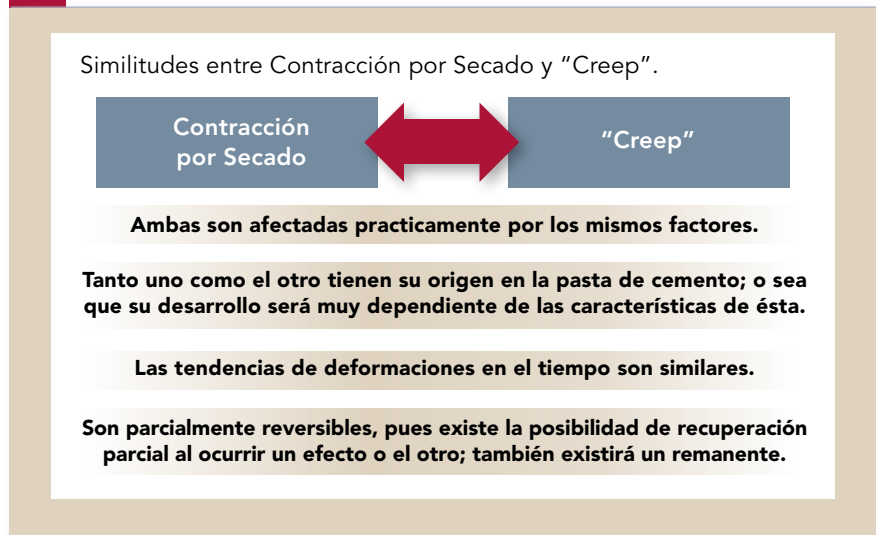 Similitudes entre Contracción por Secado y “Creep”.
Contracción
por Secado
“Creep”
Ambas son afectadas practicamente por los mismos factores.
Tanto uno como el otro tienen su origen en la pasta de cemento; o sea
que su desarrollo será muy dependiente de las características de ésta.
Las tendencias de deformaciones en el tiempo son similares.
Son parcialmente reversibles, pues existe la posibilidad de recuperación
parcial al ocurrir un efecto o el otro; también existirá un remanente.